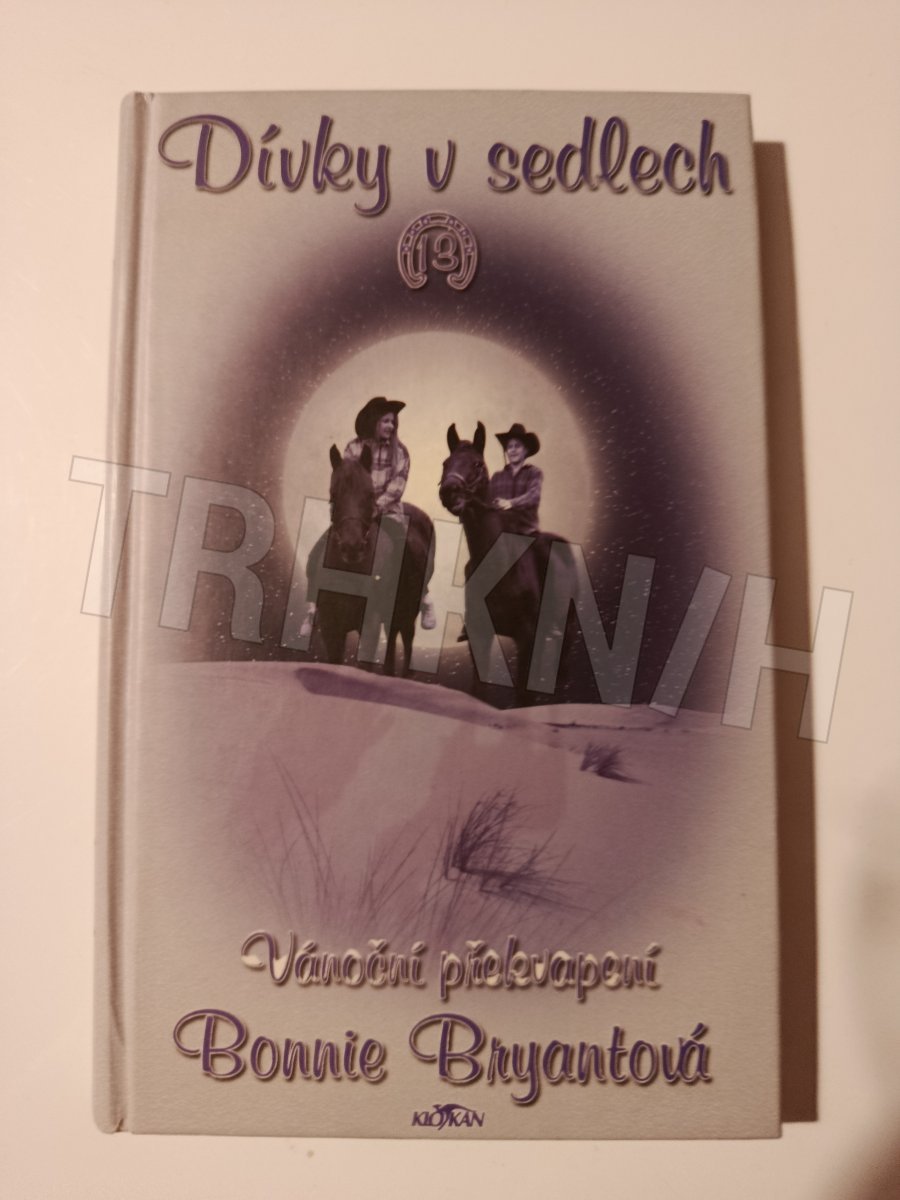 Dívky v sedlech
13
TRHKNIH
Vánoční překvapení
Bonnie Bryantová
KLOKAN